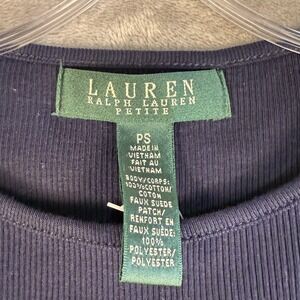 LAUREN
RALPH LAUREN
PETITE
PS
MADE IN
VIETNAM
FAIT AU
VIETNAM
BODY/CORPS:
100%COTTON/
COTON
FAUX SUEDE
PATCH/
RENFORT EN
FAUX SUÈDE:
100%
POLYESTER/
POLYESTER